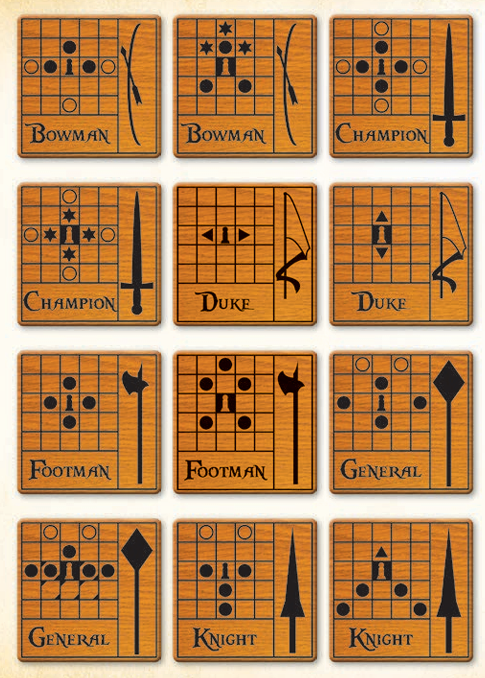 BOWMAN
BOWMAN
CHAMPION
CHAMPION
DUKE
DUKE
FOOTMAN
FOOTMAN
GENERAL
GENERAL
KNIGHT
KNIGHT